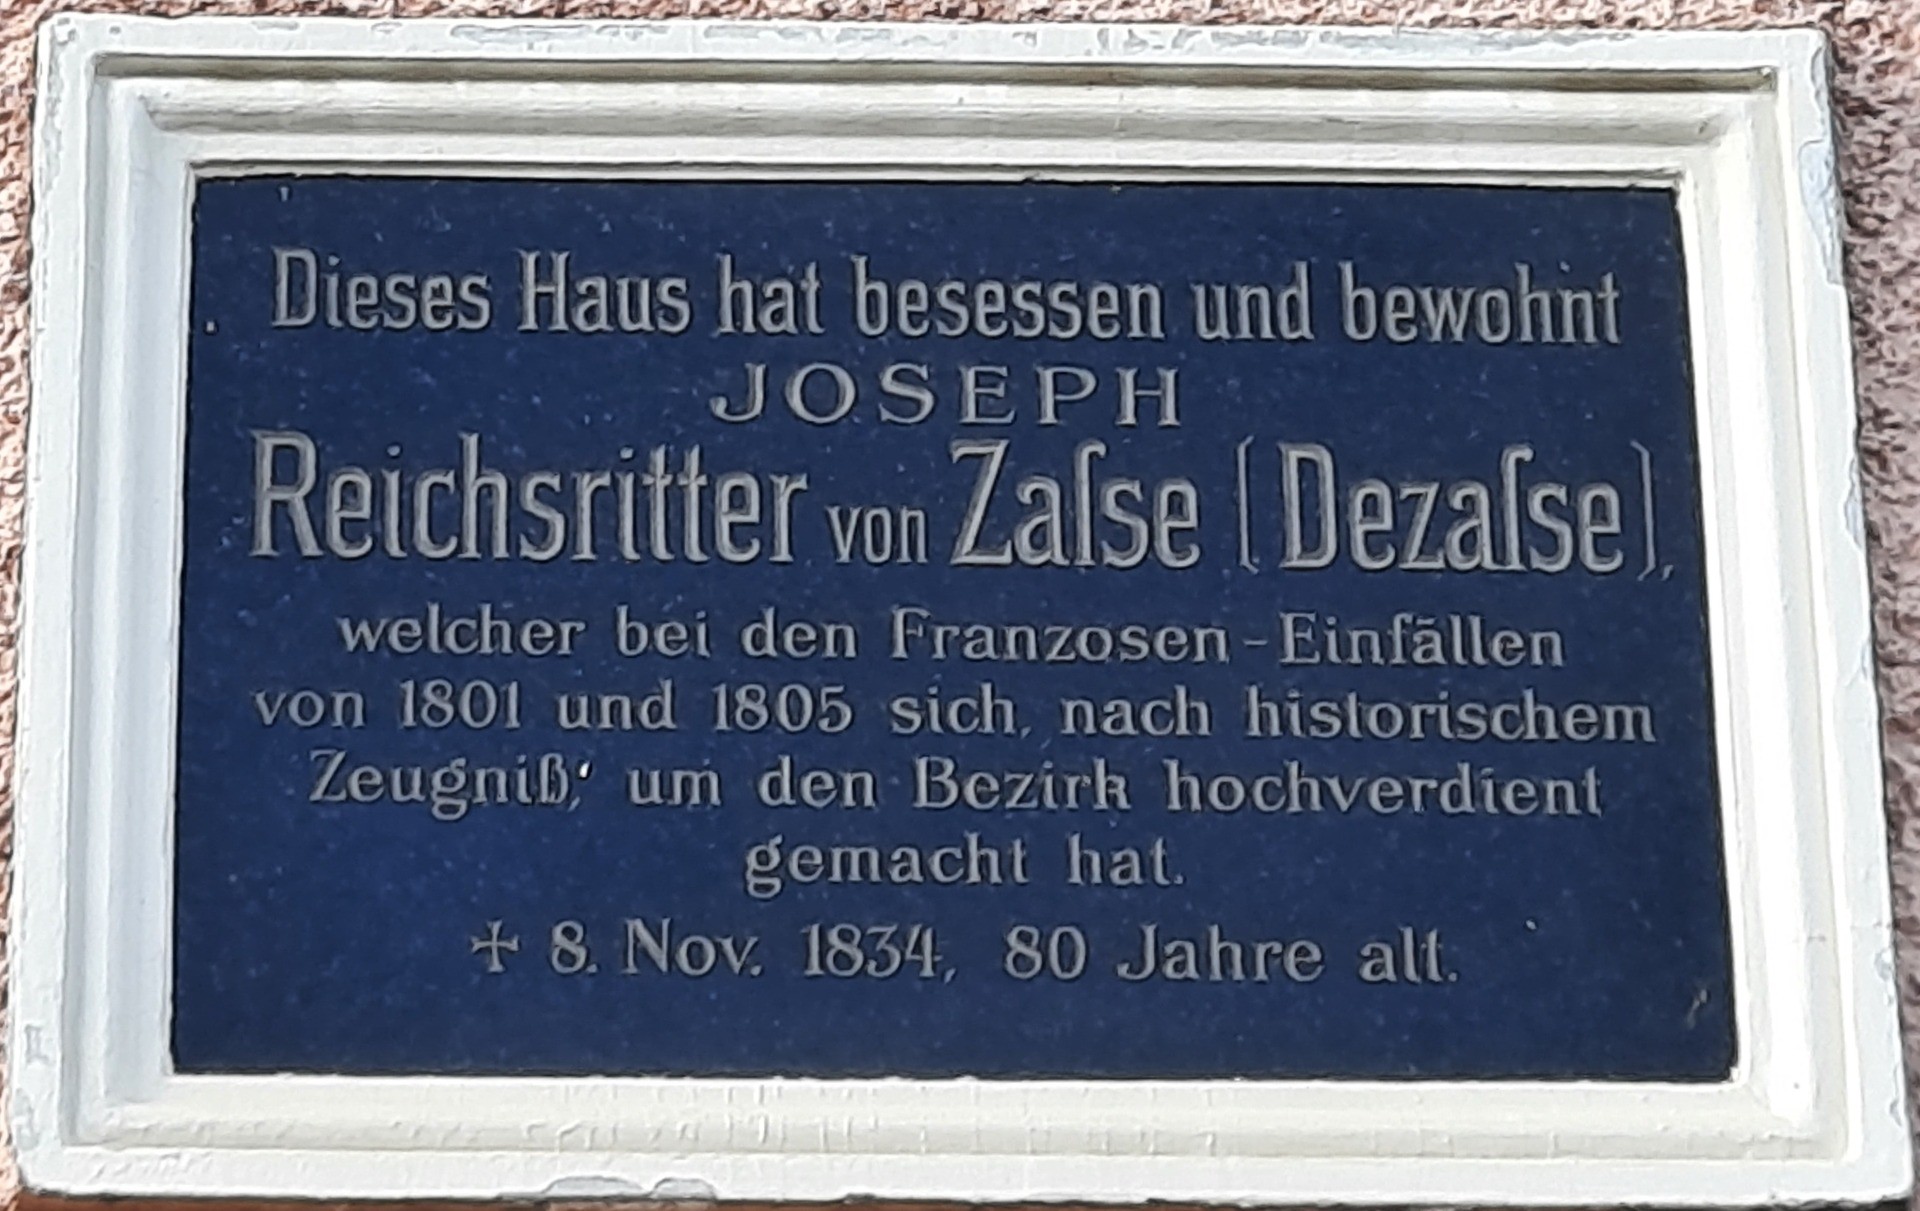 Dieses Haus hat besessen und bewohnt
JOSEPH
Reichsritter von Zaſse (Dezaſse),
welcher bei den Franzosen-Einfällen
von 1801 und 1805 sich, nach historischem
Zeugniß, um den Bezirk hochverdient
gemacht hat.
✝ 8. Nov. 1834, 80 Jahre alt.